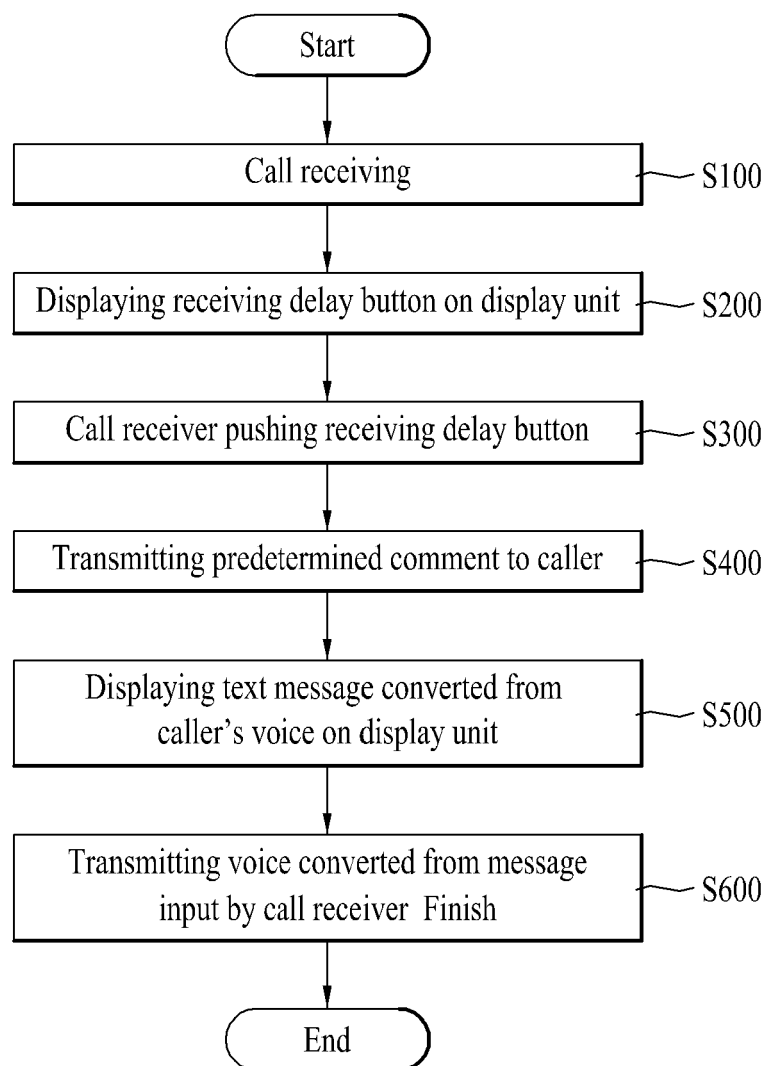 Start
Call receiving
S100
Displaying receiving delay button on display unit
S200
Call receiver pushing receiving delay button
S300
Transmitting predetermined comment to caller
S400
Displaying text message converted from
caller's voice on display unit
S500
Transmitting voice converted from message
input by call receiver  Finish
S600
End